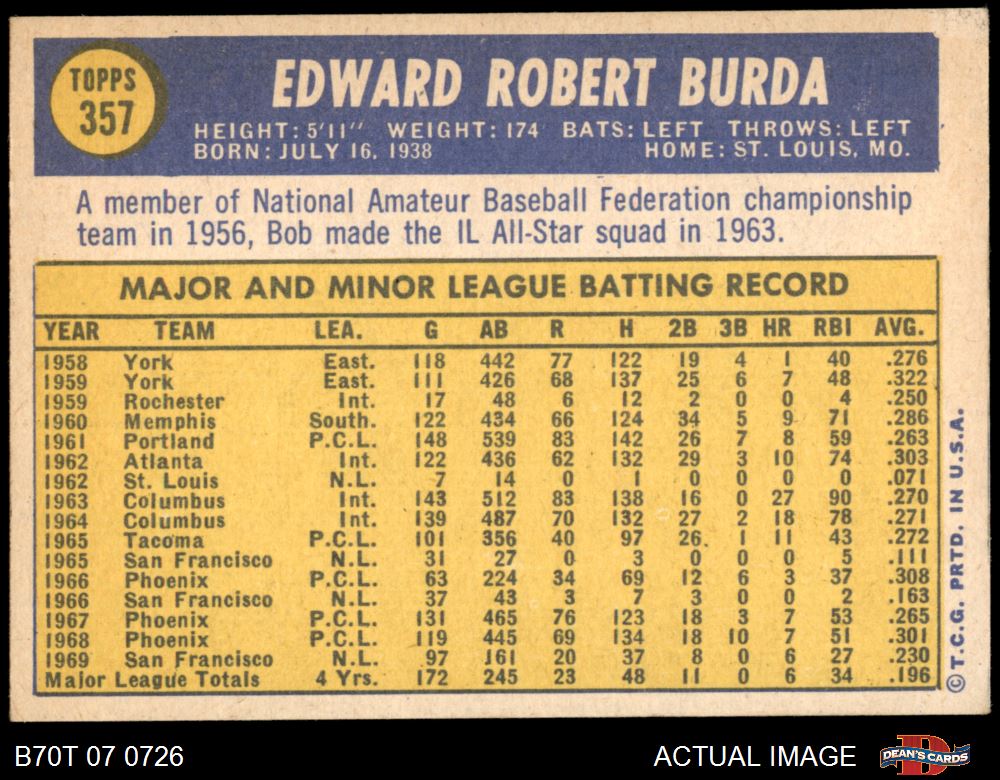 TOPPS
357
EDWARD ROBERT BURDA
HEIGHT: 5'11" WEIGHT: 174 BATS: LEFT THROWS: LEFT
BORN: JULY 16, 1938 HOME: ST. LOUIS, MO.
A member of National Amateur Baseball Federation championship
team in 1956, Bob made the IL All-Star squad in 1963.
MAJOR AND MINOR LEAGUE BATTING RECORD
YEAR TEAM LEA. G AB R H 2B 3B HR RBI AVG.
1958 York East. 118 442 77 122 19 4 1 40 .276
1959 York East. 111 426 68 137 25 6 7 48 .322
1959 Rochester Int. 17 48 6 12 2 0 0 4 .250
1960 Memphis South. 122 434 66 124 34 5 9 71 .286
1961 Portland P.C.L. 148 539 83 142 26 7 8 59 .263
1962 Atlanta Int. 122 436 62 132 29 3 10 74 .303
1962 St. Louis N.L. 7 14 0 1 0 0 0 0 .071
1963 Columbus Int. 143 512 83 138 16 0 27 90 .270
1964 Columbus Int. 139 487 70 132 27 2 18 78 .271
1965 Tacoma P.C.L. 101 356 40 97 26. 1 11 43 .272
1965 San Francisco N.L. 31 27 0 3 0 0 0 5 .111
1966 Phoenix P.C.L. 63 224 34 69 12 6 3 37 .308
1966 San Francisco N.L. 37 43 3 7 3 0 0 2 .163
1967 Phoenix P.C.L. 131 465 76 123 18 3 7 53 .265
1968 Phoenix P.C.L. 119 445 69 134 18 10 7 51 .301
1969 San Francisco N.L. 97 161 20 37 8 0 6 27 .230
Major League Totals 4 Yrs. 172 245 23 48 11 0 6 34 .196
© T.C.G. PRTD. IN U.S.A.
B70T 07 0726 ACTUAL IMAGE
DEAN'S CARDS